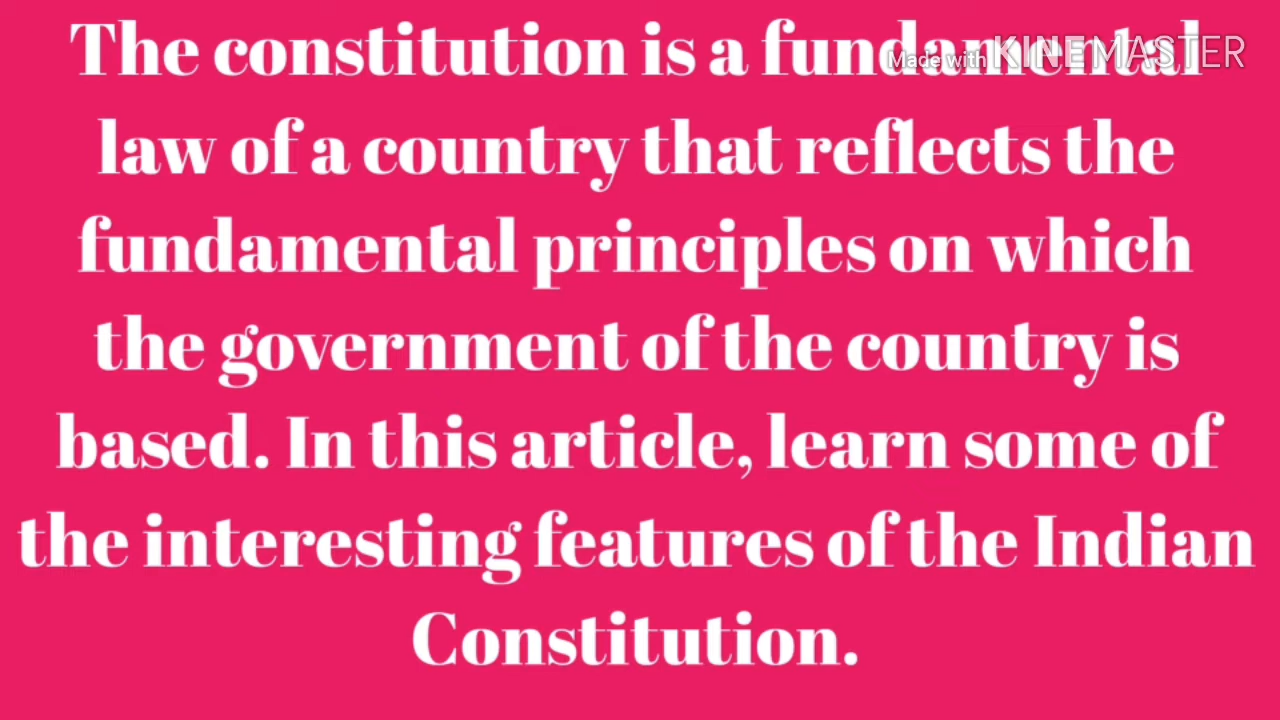 The constitution is a fundamental
Made with KINEMASTER
law of a country that reflects the
fundamental principles on which
the government of the country is
based. In this article, learn some of
the interesting features of the Indian
Constitution.